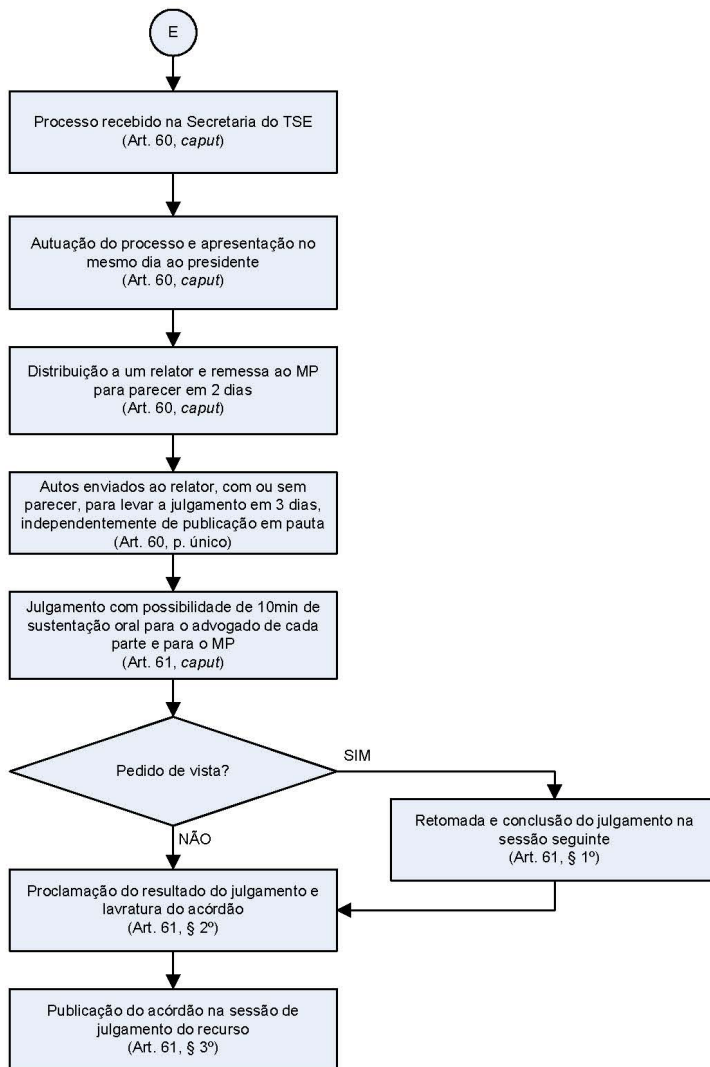 E
Processo recebido na Secretaria do TSE
(Art. 60, caput)
Autuação do processo e apresentação no
mesmo dia ao presidente
(Art. 60, caput)
Distribuição a um relator e remessa ao MP
para parecer em 2 dias
(Art. 60, caput)
Autos enviados ao relator, com ou sem
parecer, para levar a julgamento em 3 dias,
independentemente de publicação em pauta
(Art. 60, p. único)
Julgamento com possibilidade de 10min de
sustentação oral para o advogado de cada
parte e para o MP
(Art. 61, caput)
Pedido de vista?
SIM
Retomada e conclusão do julgamento na
sessão seguinte
(Art. 61, § 1º)
NÃO
Proclamação do resultado do julgamento e
lavratura do acórdão
(Art. 61, § 2º)
Publicação do acórdão na sessão de
julgamento do recurso
(Art. 61, § 3º)